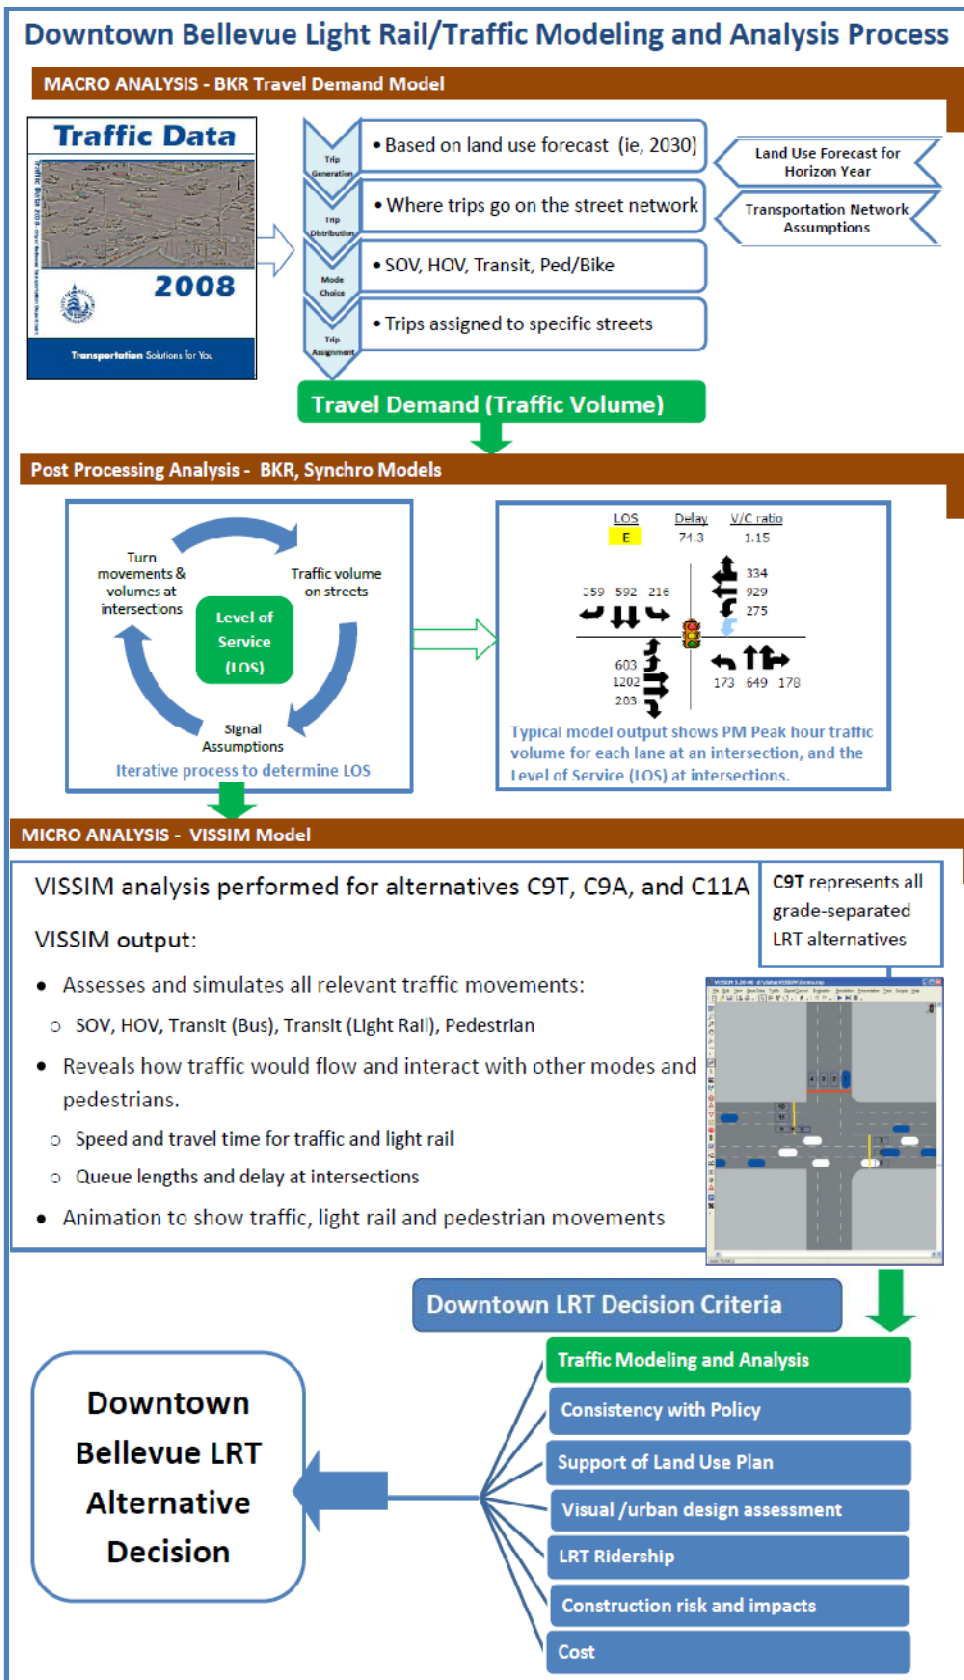 Downtown Bellevue Light Rail/Traffic Modeling and Analysis Process
MACRO ANALYSIS - BKR Travel Demand Model
Traffic Data
2008
Transportation Solutions for You
Trip
Generation
• Based on land use forecast (ie, 2030)
Trip
Distribution
• Where trips go on the street network
Mode
Choice
• SOV, HOV, Transit, Ped/Bike
Trip
Assignment
• Trips assigned to specific streets
Land Use Forecast for
Horizon Year
Transportation Network
Assumptions
Travel Demand (Traffic Volume)
Post Processing Analysis - BKR, Synchro Models
Turn
movements &
volumes at
intersections
Traffic volume
on streets
Level of
Service
(LOS)
Signal
Assumptions
Iterative process to determine LOS
LOS Delay V/C ratio
E 74.3 1.15
334
929
275
359 592 216
603
1202
203
173 649 178
Typical model output shows PM Peak hour traffic
volume for each lane at an intersection, and the
Level of Service (LOS) at intersections.
MICRO ANALYSIS - VISSIM Model
VISSIM analysis performed for alternatives C9T, C9A, and C11A
C9T represents all
grade-separated
LRT alternatives
VISSIM output:
• Assesses and simulates all relevant traffic movements:
o SOV, HOV, Transit (Bus), Transit (Light Rail), Pedestrian
• Reveals how traffic would flow and interact with other modes and
pedestrians.
o Speed and travel time for traffic and light rail
o Queue lengths and delay at intersections
• Animation to show traffic, light rail and pedestrian movements
Downtown LRT Decision Criteria
Traffic Modeling and Analysis
Consistency with Policy
Support of Land Use Plan
Visual /urban design assessment
LRT Ridership
Construction risk and impacts
Cost
Downtown
Bellevue LRT
Alternative
Decision